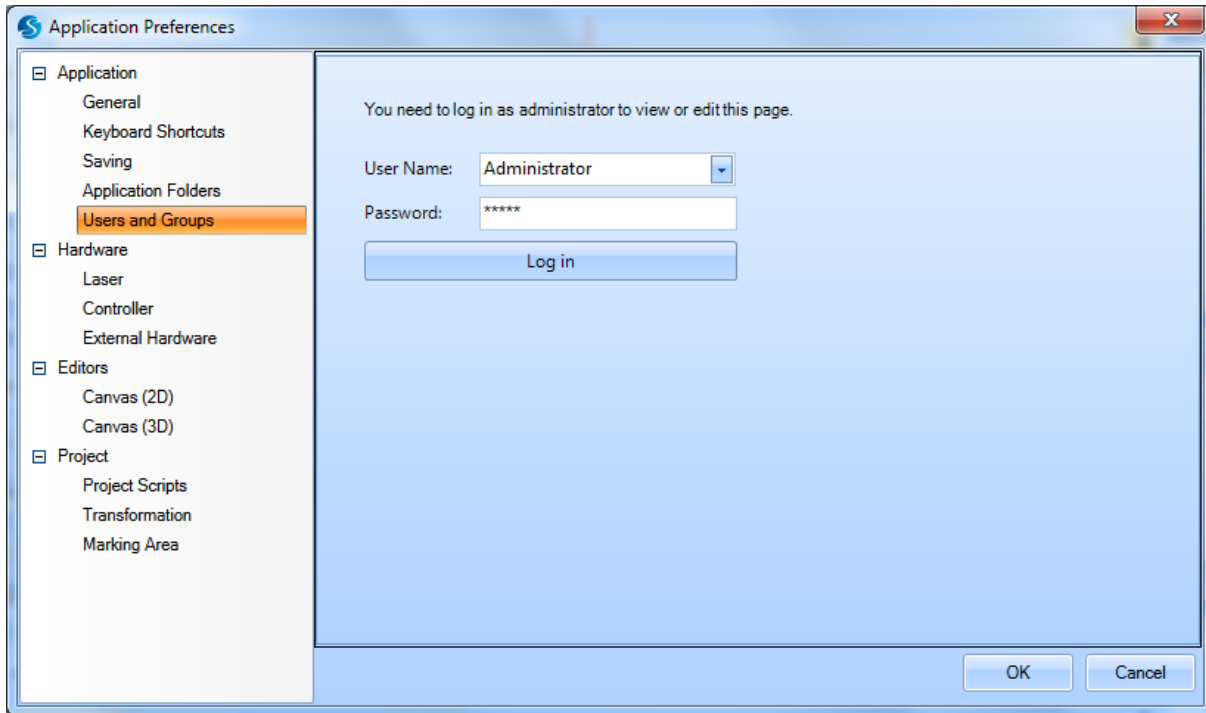 Application Preferences
Application
General
Keyboard Shortcuts
Saving
Application Folders
Users and Groups
Hardware
Laser
Controller
External Hardware
Editors
Canvas (2D)
Canvas (3D)
Project
Project Scripts
Transformation
Marking Area
You need to log in as administrator to view or edit this page.
User Name: Administrator
Password: *****
Log in
OK Cancel